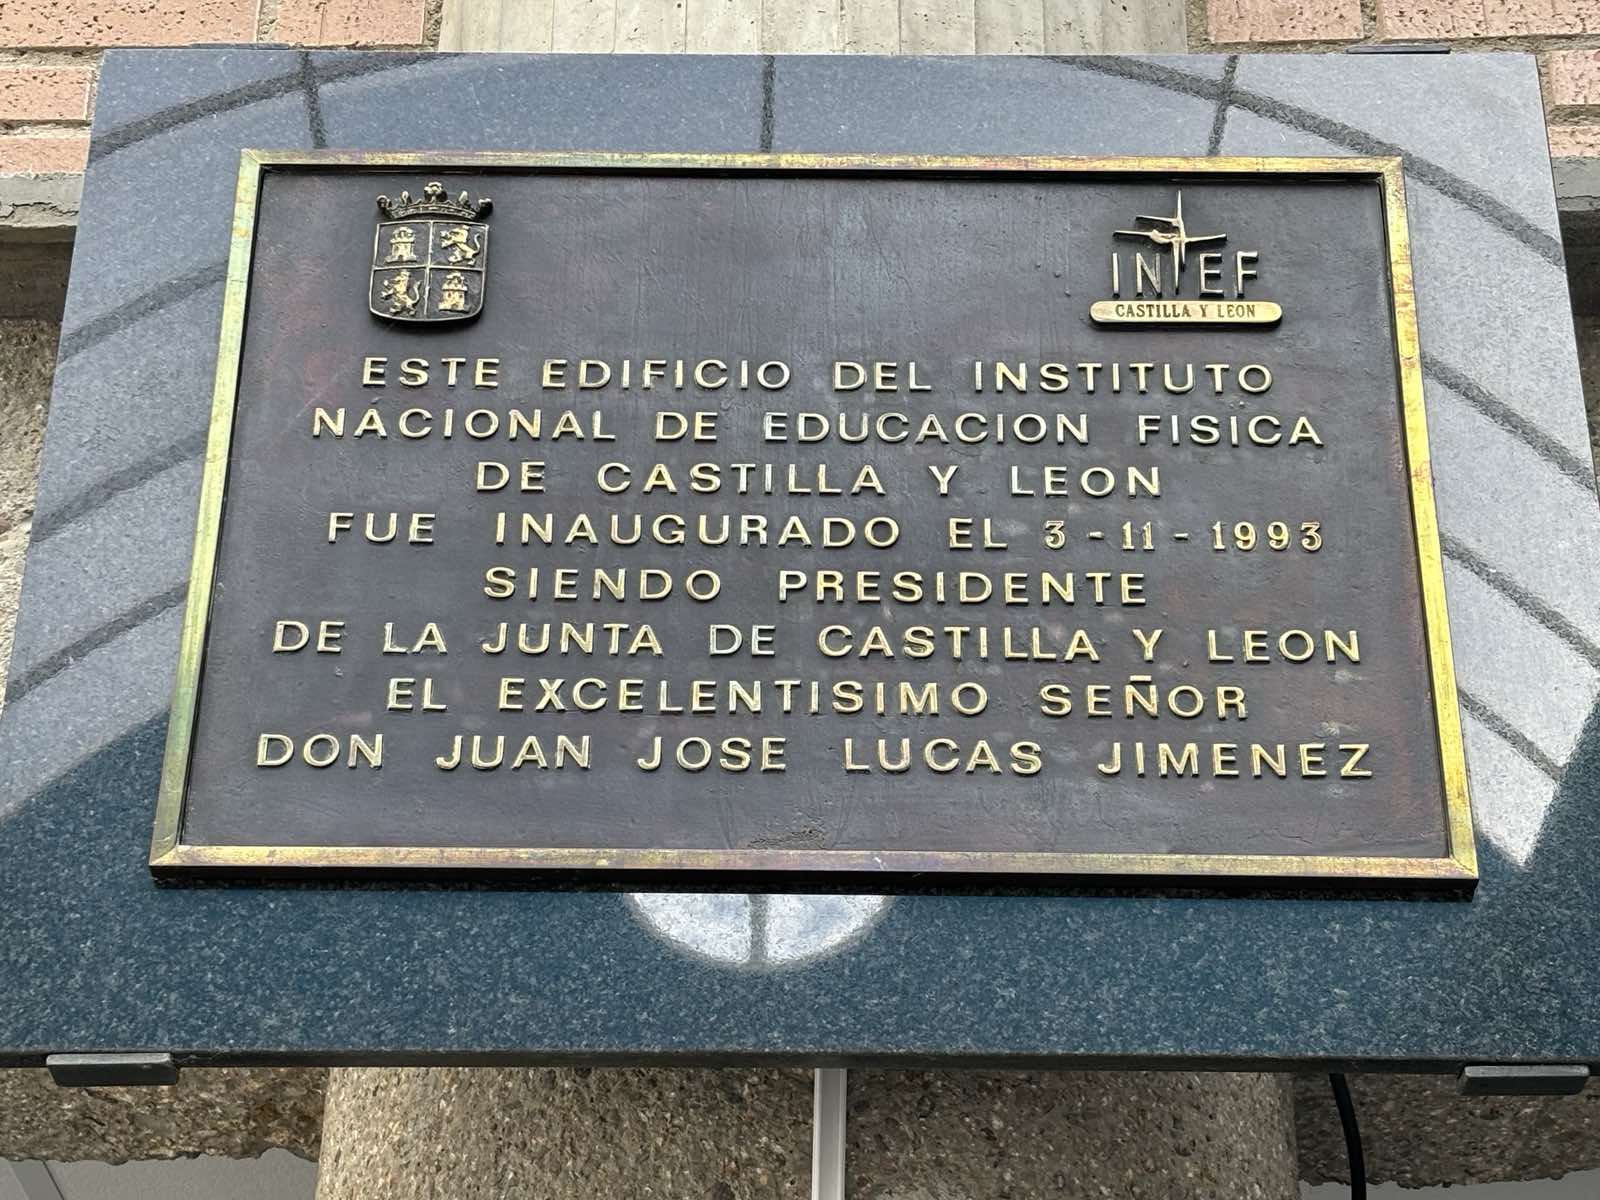 INEF
CASTILLA Y LEON
ESTE EDIFICIO DEL INSTITUTO
NACIONAL DE EDUCACION FISICA
DE CASTILLA Y LEON
FUE INAUGURADO EL 3-11-1993
SIENDO PRESIDENTE
DE LA JUNTA DE CASTILLA Y LEON
EL EXCELENTISIMO SEÑOR
DON JUAN JOSE LUCAS JIMENEZ